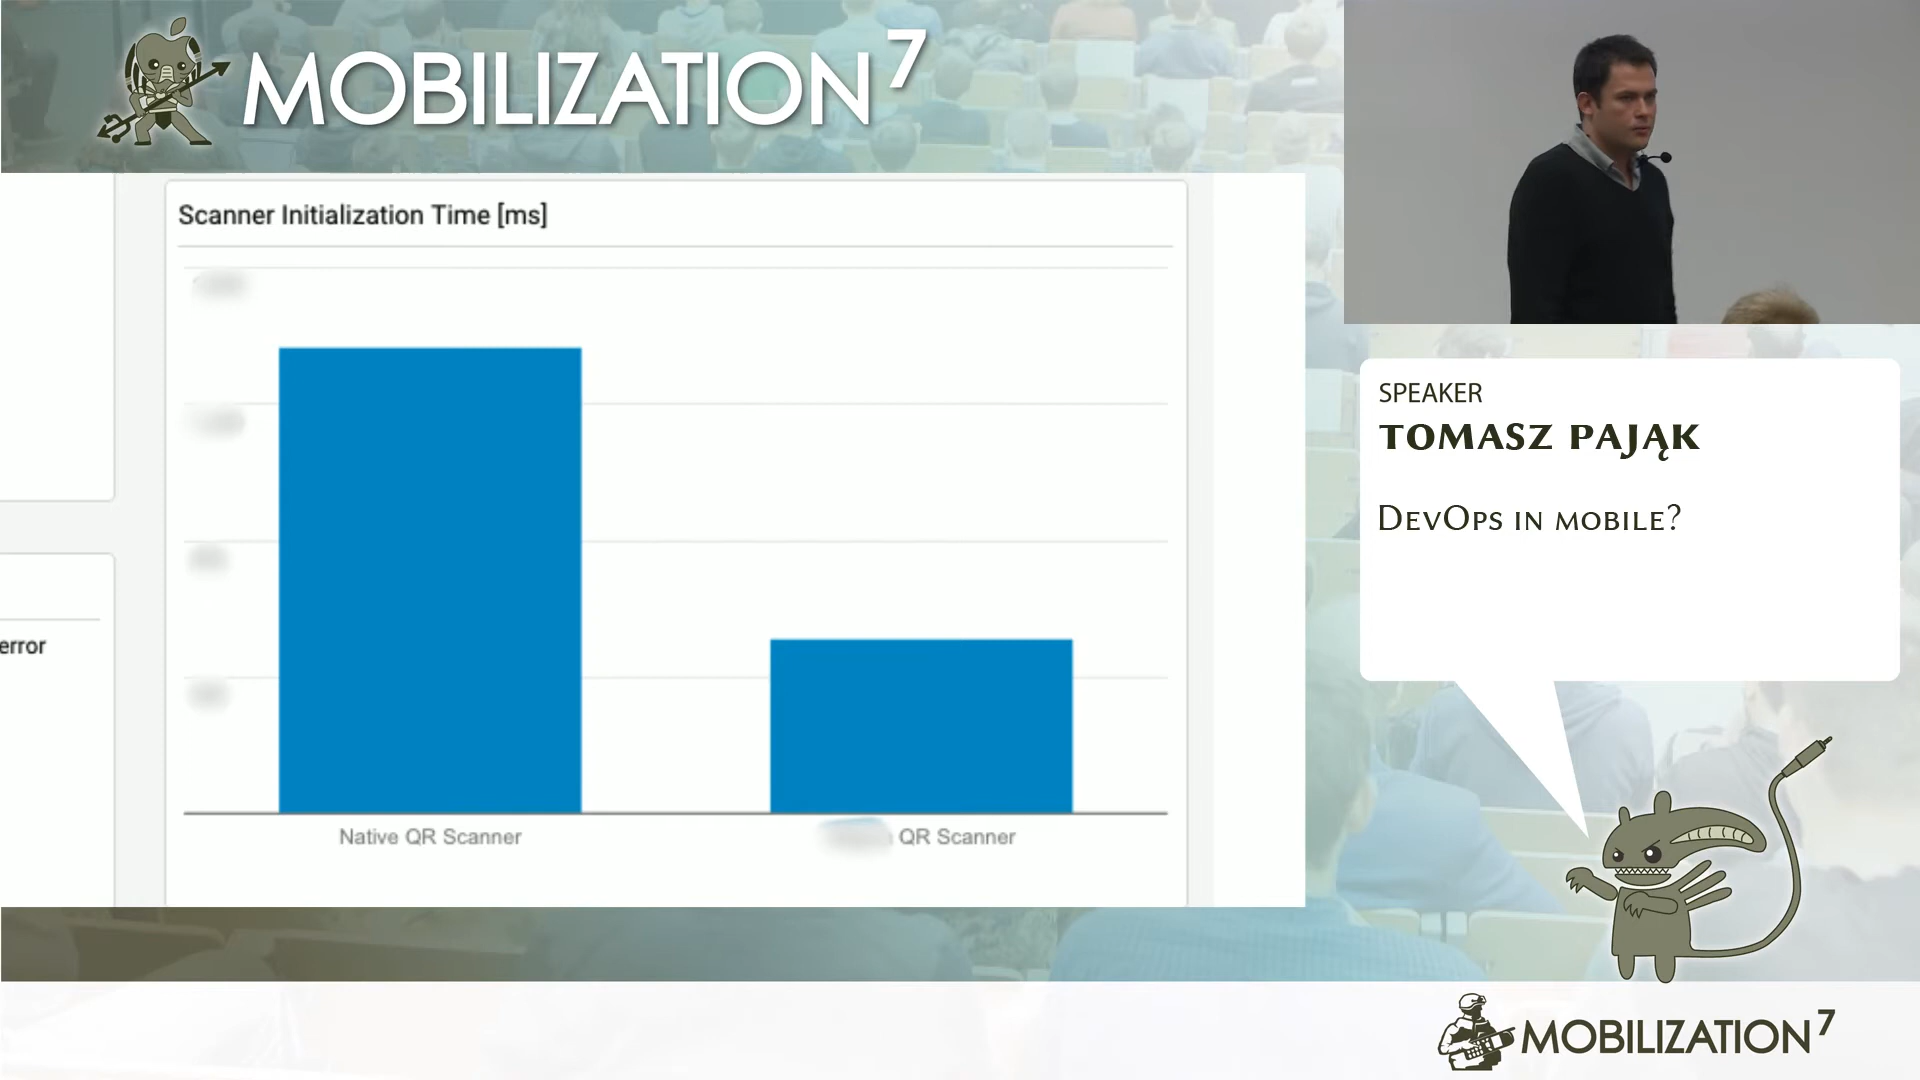 MOBILIZATION 7
Scanner Initialization Time [ms]
error
Native QR Scanner
QR Scanner
SPEAKER
TOMASZ PAJĄK
DEVOPS IN MOBILE?
MOBILIZATION 7